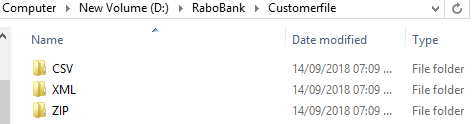 Computer ▸ New Volume (D:) ▸ RaboBank ▸ Customerfile
Name Date modified Type
CSV 14/09/2018 07:09 ... File folder
XML 14/09/2018 07:09 ... File folder
ZIP 14/09/2018 07:09 ... File folder